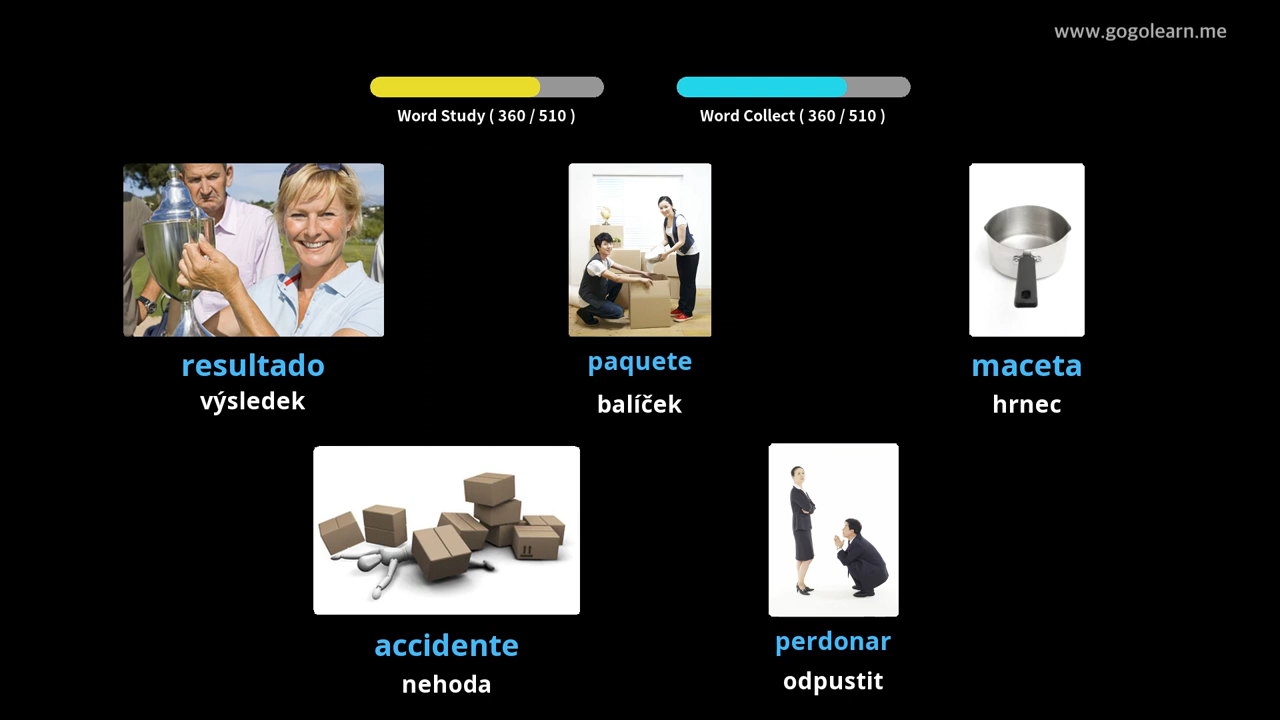 www.gogolearn.me
Word Study ( 360 / 510 )
Word Collect ( 360 / 510 )
resultado
výsledek
paquete
balíček
maceta
hrnec
accidente
nehoda
perdonar
odpustit